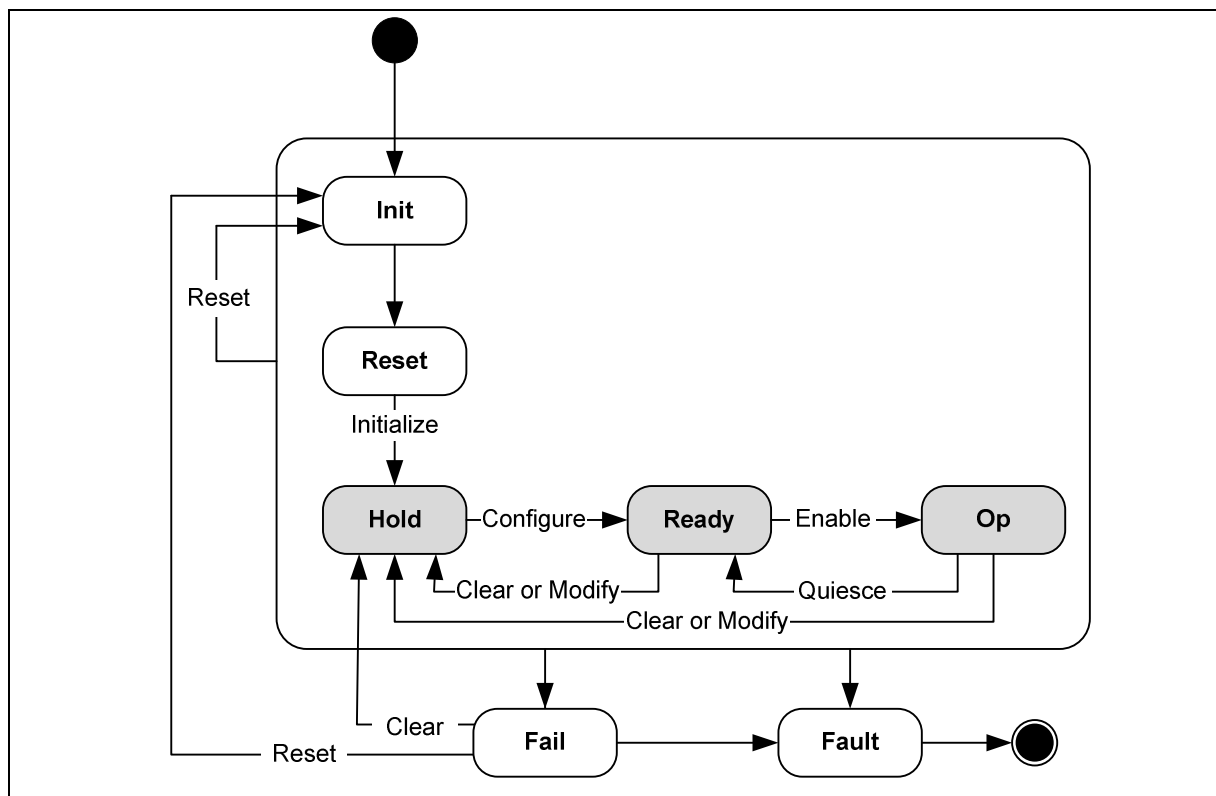 Init
Reset
Reset
Initialize
Hold
Configure
Ready
Enable
Op
Clear or Modify
Quiesce
Clear or Modify
Clear
Fail
Fault
Reset